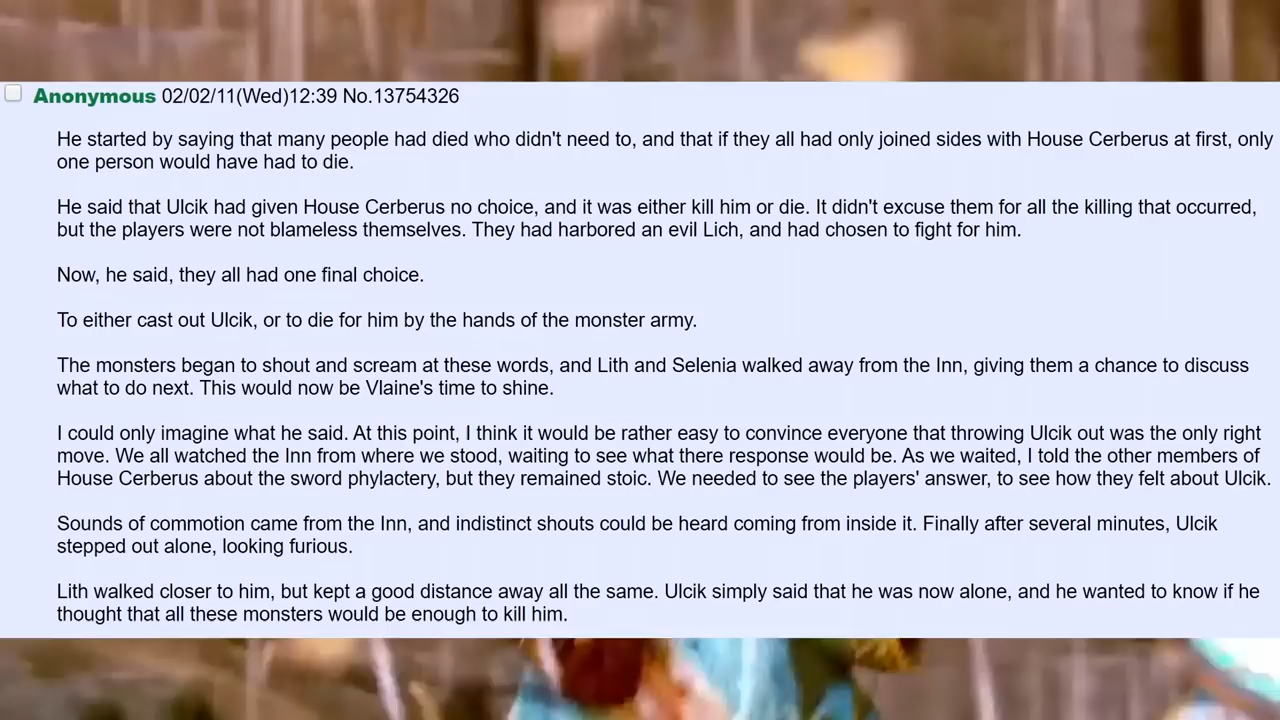 Anonymous 02/02/11(Wed)12:39 No.13754326
He started by saying that many people had died who didn't need to, and that if they all had only joined sides with House Cerberus at first, only
one person would have had to die.
He said that Ulcik had given House Cerberus no choice, and it was either kill him or die. It didn't excuse them for all the killing that occurred,
but the players were not blameless themselves. They had harbored an evil Lich, and had chosen to fight for him.
Now, he said, they all had one final choice.
To either cast out Ulcik, or to die for him by the hands of the monster army.
The monsters began to shout and scream at these words, and Lith and Selenia walked away from the Inn, giving them a chance to discuss
what to do next. This would now be Vlaine's time to shine.
I could only imagine what he said. At this point, I think it would be rather easy to convince everyone that throwing Ulcik out was the only right
move. We all watched the Inn from where we stood, waiting to see what there response would be. As we waited, I told the other members of
House Cerberus about the sword phylactery, but they remained stoic. We needed to see the players' answer, to see how they felt about Ulcik.
Sounds of commotion came from the Inn, and indistinct shouts could be heard coming from inside it. Finally after several minutes, Ulcik
stepped out alone, looking furious.
Lith walked closer to him, but kept a good distance away all the same. Ulcik simply said that he was now alone, and he wanted to know if he
thought that all these monsters would be enough to kill him.